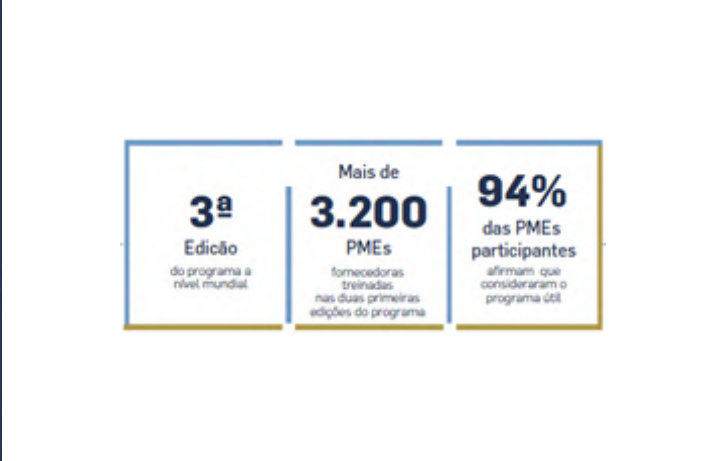 3ª
Edicão
do programa a
nível mundial
Mais de
3.200
PMEs
fornecedoras
treinadas
nas duas primeiras
edições do programa
94%
das PMEs
participantes
afirmam que
consideraram o
programa útil